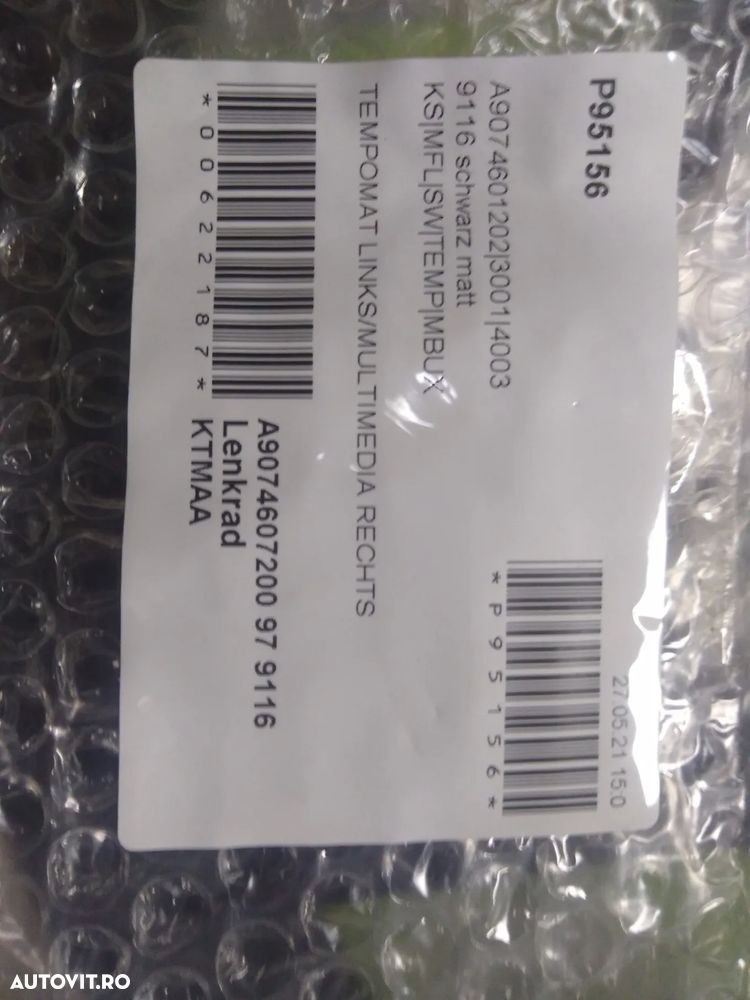 P95156
27.05.21 15:0
*P95156*
A9074601202|3001|4003
9116 schwarz matt
KS|MFL|SW|TEMP|MBUX
TEMPOMAT LINKS/MULTIMEDIA RECHTS
*00622187*
A9074607200 97 9116
Lenkrad
KTMAA
AUTOVIT.RO